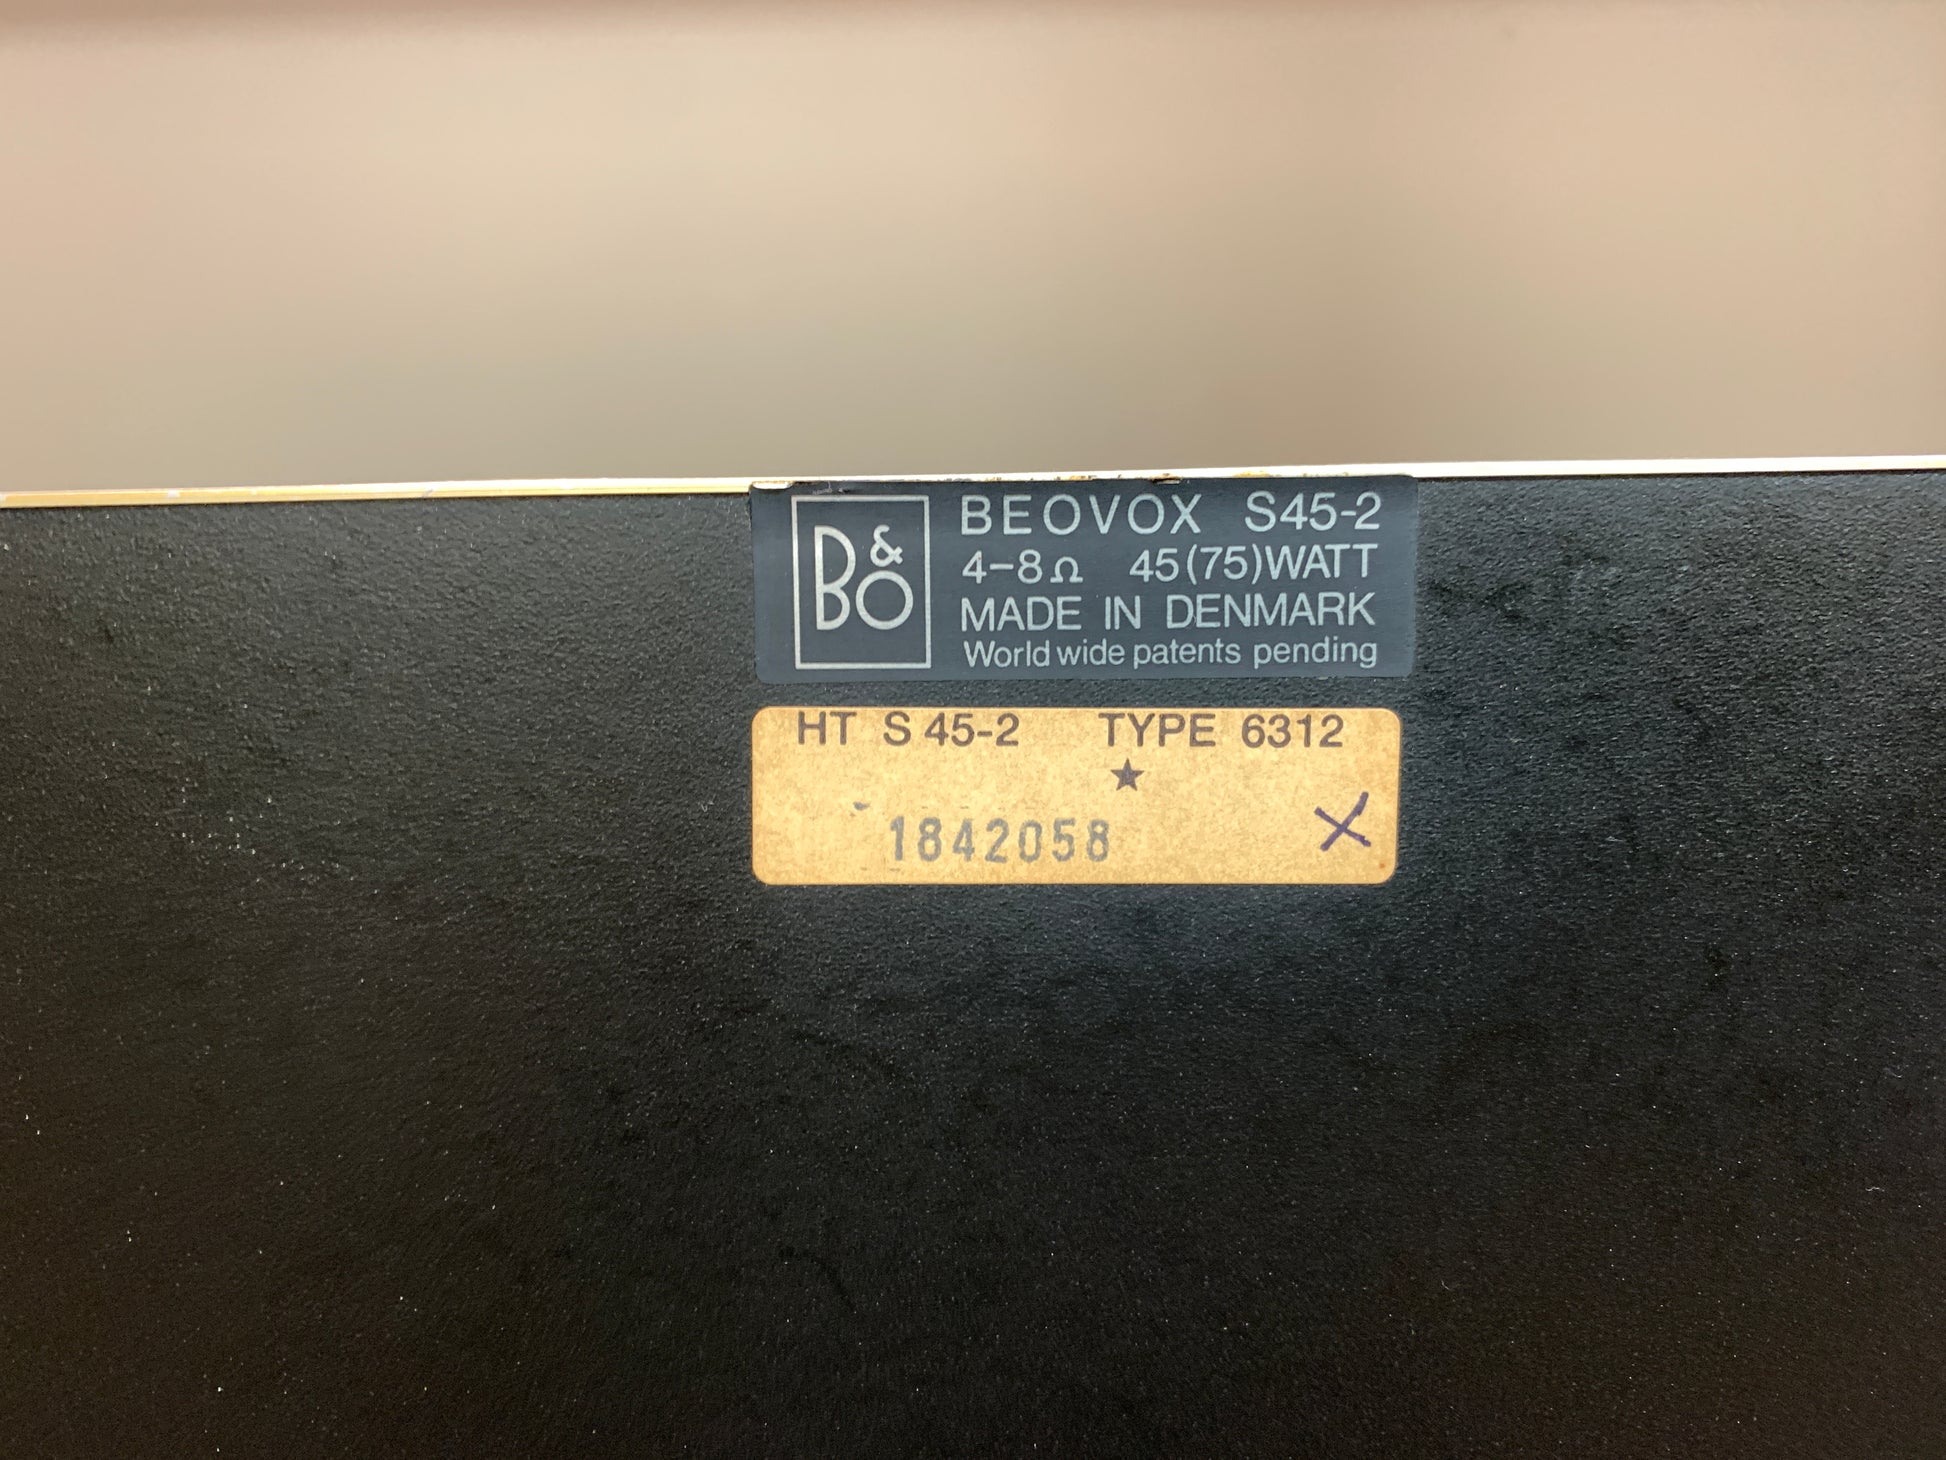 B&O
BEOVOX S45-2
4-8Ω 45(75)WATT
MADE IN DENMARK
World wide patents pending
HT S 45-2 TYPE 6312
★
1842058 X